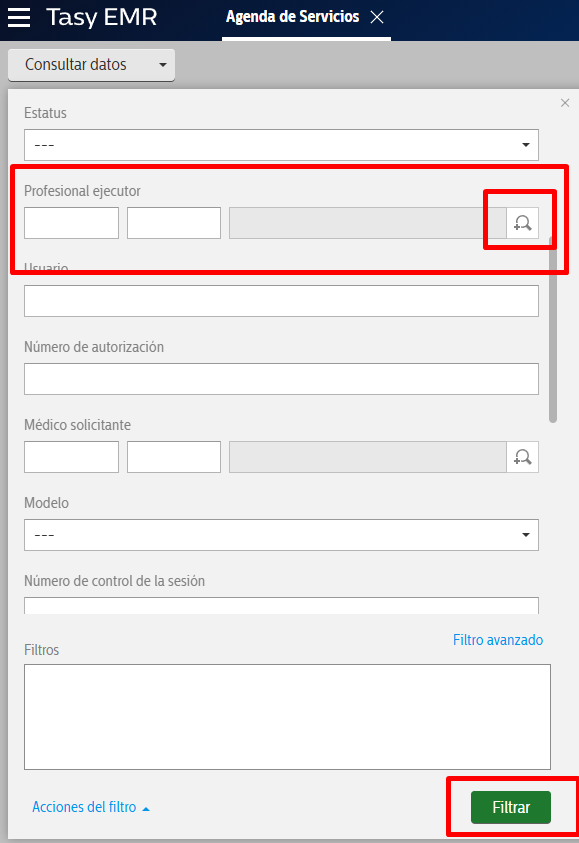 Tasy EMR
Agenda de Servicios
Consultar datos
Estatus
---
Profesional ejecutor
Usuario
Número de autorización
Médico solicitante
Modelo
---
Número de control de la sesión
Filtro avanzado
Filtros
Acciones del filtro
Filtrar